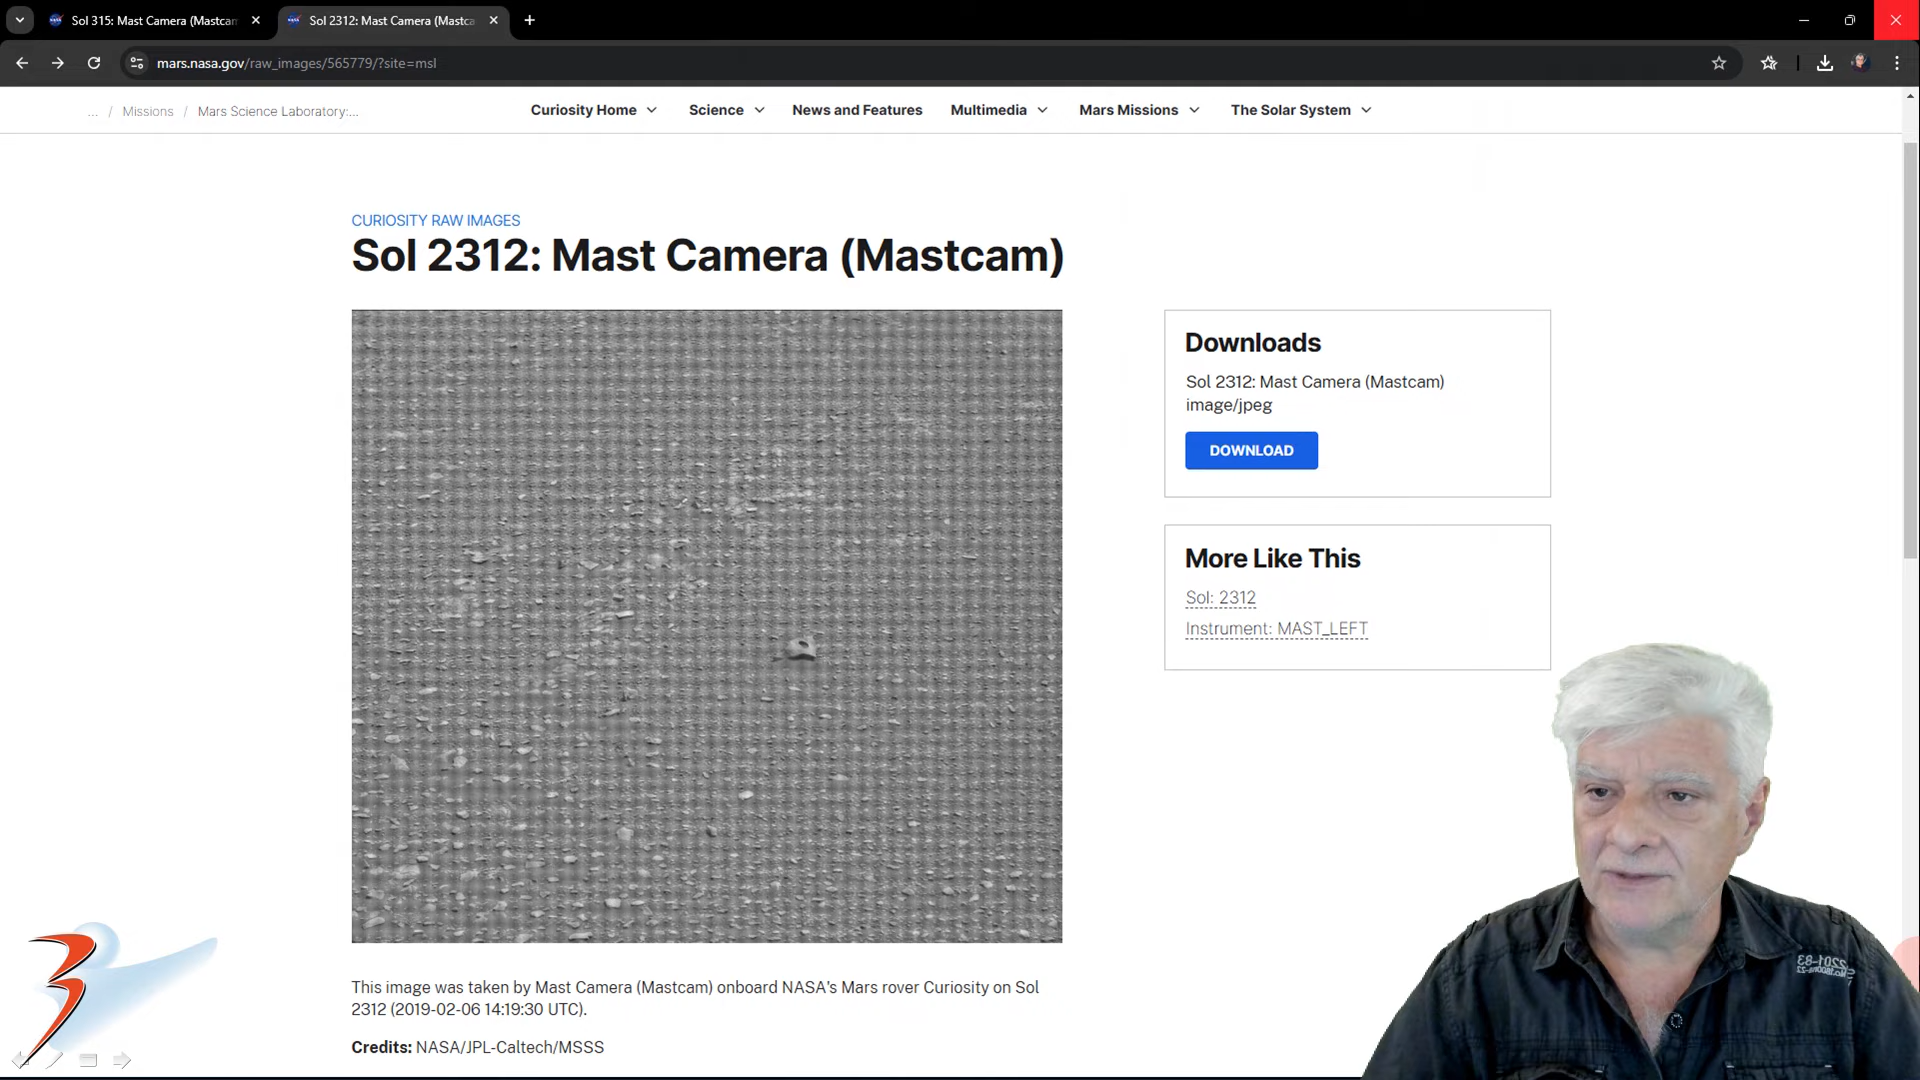 Sol 315: Mast Camera (Mastcam
Sol 2312: Mast Camera (Mastca
mars.nasa.gov/raw_images/565779/?site=msl
... / Missions / Mars Science Laboratory:...
Curiosity Home
Science
News and Features
Multimedia
Mars Missions
The Solar System
CURIOSITY RAW IMAGES
Sol 2312: Mast Camera (Mastcam)
Downloads
Sol 2312: Mast Camera (Mastcam)
image/jpeg
DOWNLOAD
More Like This
Sol: 2312
Instrument: MAST_LEFT
This image was taken by Mast Camera (Mastcam) onboard NASA's Mars rover Curiosity on Sol
2312 (2019-02-06 14:19:30 UTC).
Credits: NASA/JPL-Caltech/MSSS
2201-83